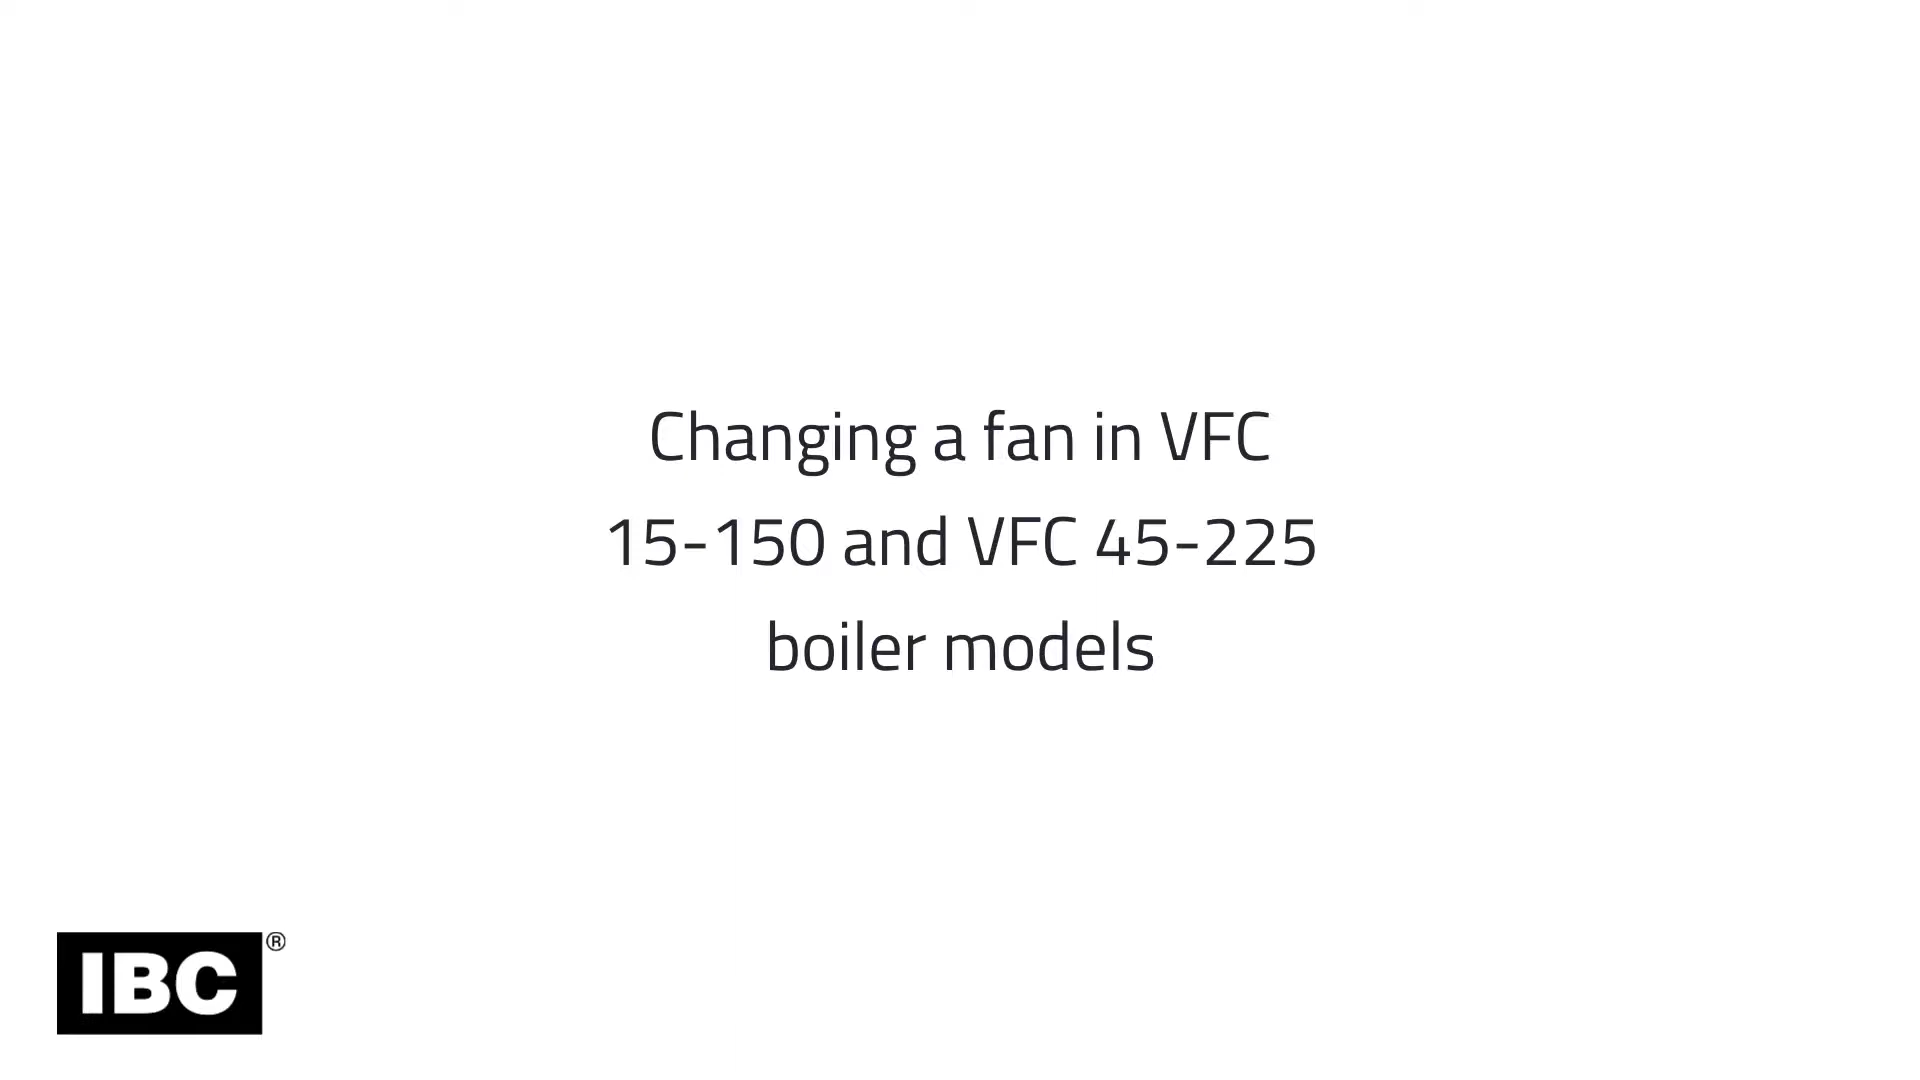 Changing a fan in VFC
15-150 and VFC 45-225
boiler models
IBC®